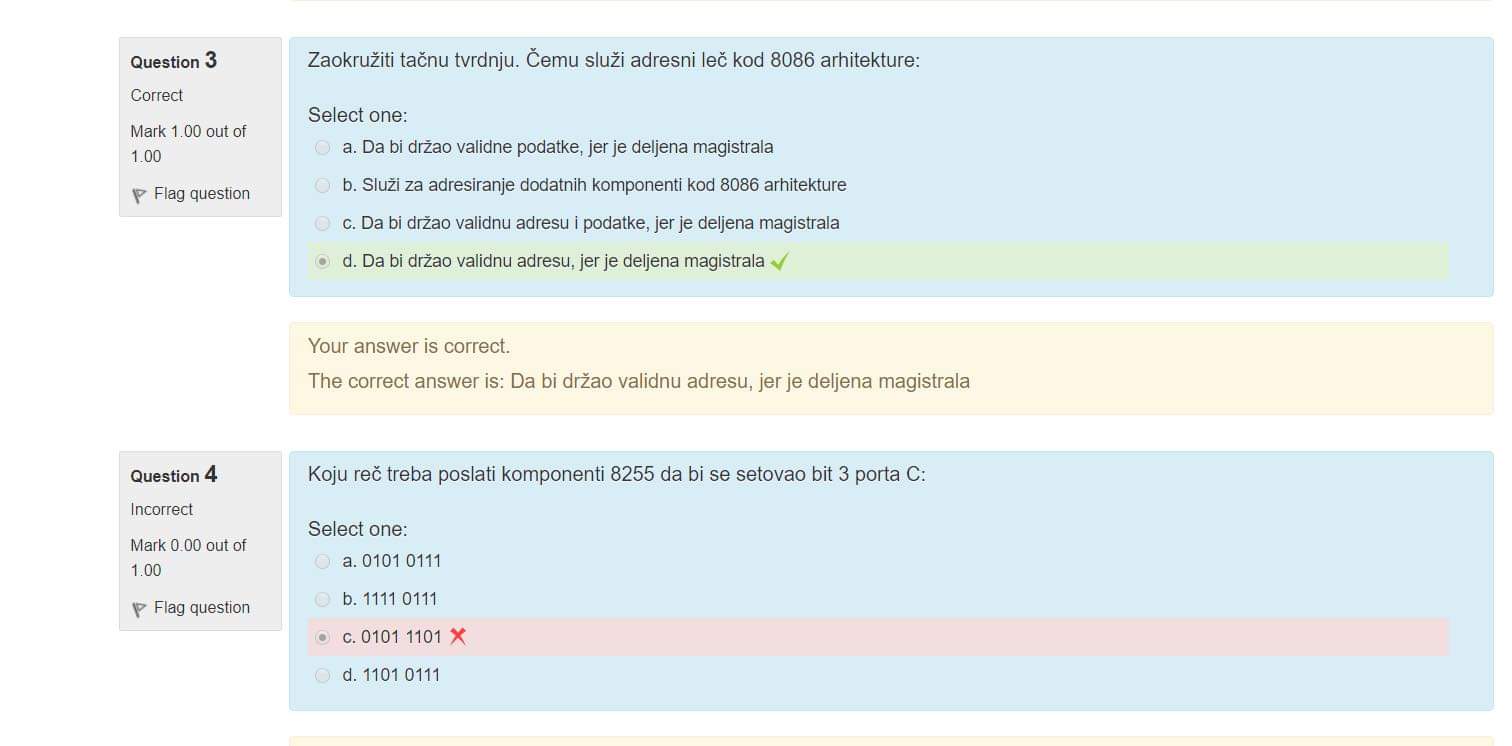 Question 3
Correct
Mark 1.00 out of
1.00
Flag question
Zaokružiti tačnu tvrdnju. Čemu služi adresni leč kod 8086 arhitekture:
Select one:
a. Da bi držao validne podatke, jer je deljena magistrala
b. Služi za adresiranje dodatnih komponenti kod 8086 arhitekture
c. Da bi držao validnu adresu i podatke, jer je deljena magistrala
d. Da bi držao validnu adresu, jer je deljena magistrala
Your answer is correct.
The correct answer is: Da bi držao validnu adresu, jer je deljena magistrala
Question 4
Incorrect
Mark 0.00 out of
1.00
Flag question
Koju reč treba poslati komponenti 8255 da bi se setovao bit 3 porta C:
Select one:
a. 0101 0111
b. 1111 0111
c. 0101 1101
d. 1101 0111